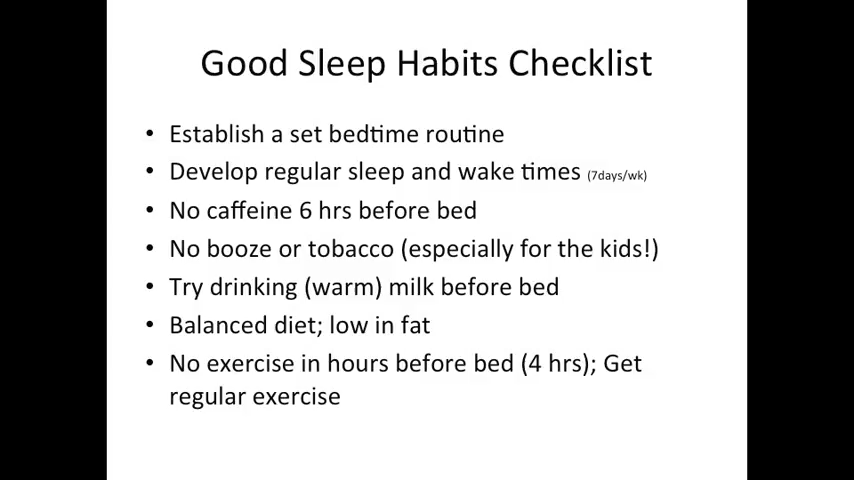 Good Sleep Habits Checklist
• Establish a set bedtime routine
• Develop regular sleep and wake times (7days/wk)
• No caffeine 6 hrs before bed
• No booze or tobacco (especially for the kids!)
• Try drinking (warm) milk before bed
• Balanced diet; low in fat
• No exercise in hours before bed (4 hrs); Get
regular exercise